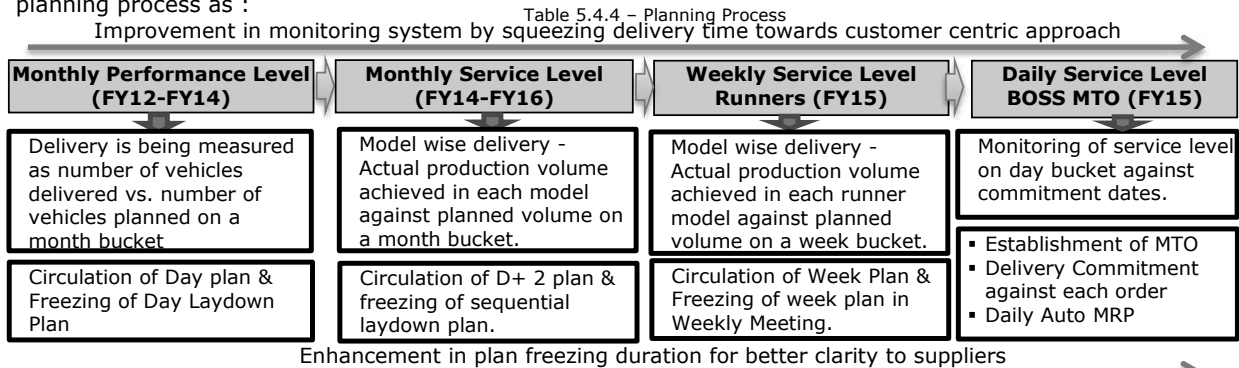 planning process as :
Table 5.4.4 – Planning Process
Improvement in monitoring system by squeezing delivery time towards customer centric approach
Monthly Performance Level
(FY12-FY14)
Monthly Service Level
(FY14-FY16)
Weekly Service Level
Runners (FY15)
Daily Service Level
BOSS MTO (FY15)
Delivery is being measured
as number of vehicles
delivered vs. number of
vehicles planned on a
month bucket
Model wise delivery -
Actual production volume
achieved in each model
against planned volume on
a month bucket.
Model wise delivery -
Actual production volume
achieved in each runner
model against planned
volume on a week bucket.
Monitoring of service level
on day bucket against
commitment dates.
Circulation of Day plan &
Freezing of Day Laydown
Plan
Circulation of D+ 2 plan &
freezing of sequential
laydown plan.
Circulation of Week Plan &
Freezing of week plan in
Weekly Meeting.
▪ Establishment of MTO
▪ Delivery Commitment
against each order
▪ Daily Auto MRP
Enhancement in plan freezing duration for better clarity to suppliers